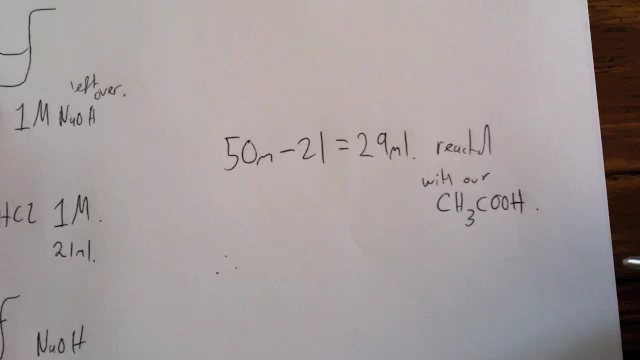 left
over.
1M NaOH
50m - 21 = 29ml. reacted
with our
CH₃COOH.
HCl 1M.
21ml.
∴
NaOH